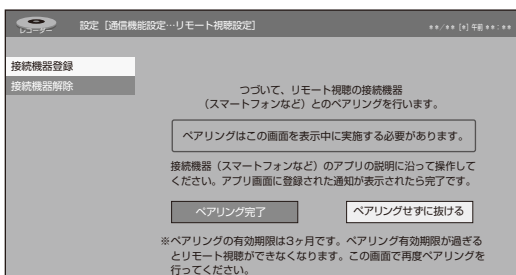 レコーダー
設定［通信機能設定…リモート視聴設定］
＊＊／＊＊ [＊] 午前 ＊＊：＊＊
接続機器登録
接続機器解除
つづいて、リモート視聴の接続機器
（スマートフォンなど）とのペアリングを行います。
ペアリングはこの画面を表示中に実施する必要があります。
接続機器（スマートフォンなど）のアプリの説明に沿って操作して
ください。アプリ画面に登録された通知が表示されたら完了です。
ペアリング完了
ペアリングせずに抜ける
※ペアリングの有効期限は3ヶ月です。ペアリング有効期限が過ぎる
とリモート視聴ができなくなります。この画面で再度ペアリングを
行ってください。